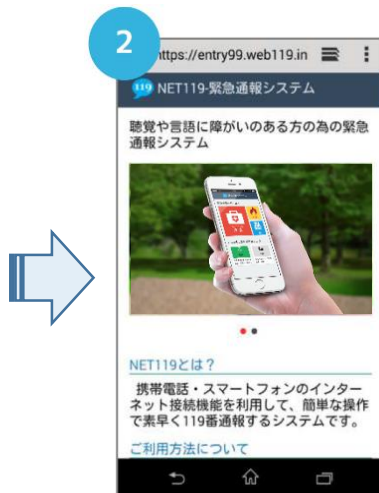 2
https://entry99.web119.in
119 NET119-緊急通報システム
聴覚や言語に障がいのある方の為の緊急
通報システム
NET119とは？
携帯電話・スマートフォンのインター
ネット接続機能を利用して、簡単な操作
で素早く119番通報するシステムです。
ご利用方法について